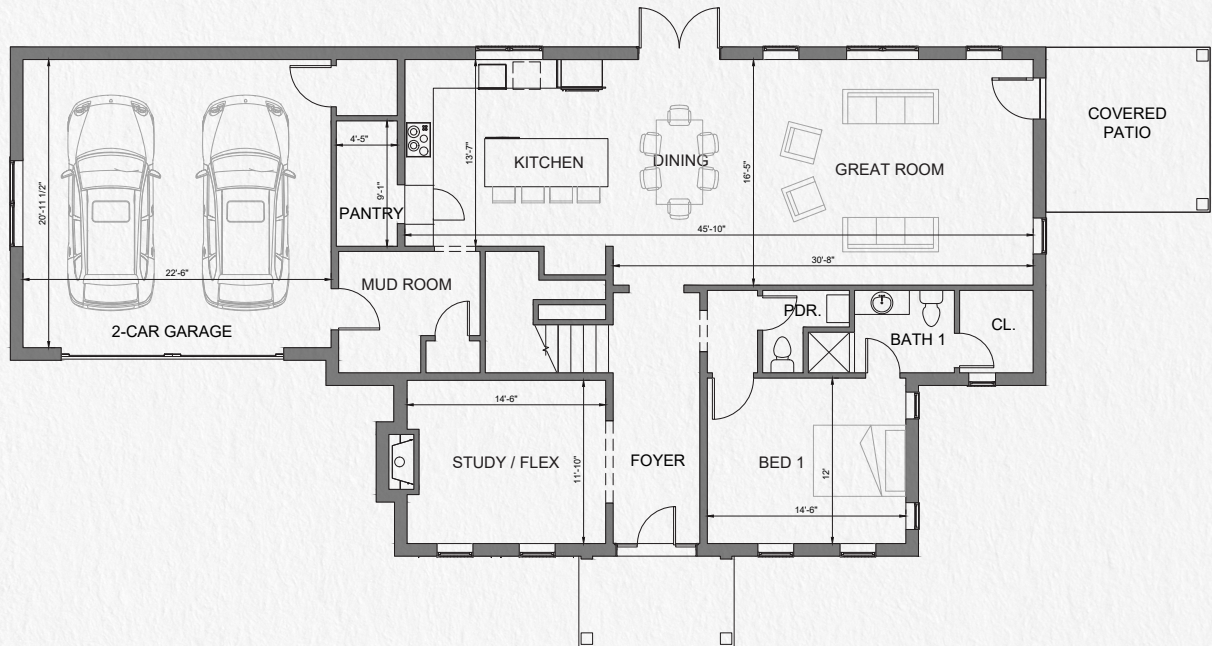 COVERED
PATIO
4'-5"
KITCHEN
13'-7"
DINING
16'-5"
GREAT ROOM
20'-11 1/2"
9'-1"
PANTRY
45'-10"
30'-8"
22'-6"
MUD ROOM
2-CAR GARAGE
PDR.
BATH 1
CL.
14'-6"
STUDY / FLEX
11'-10"
FOYER
BED 1
12'
14'-6"